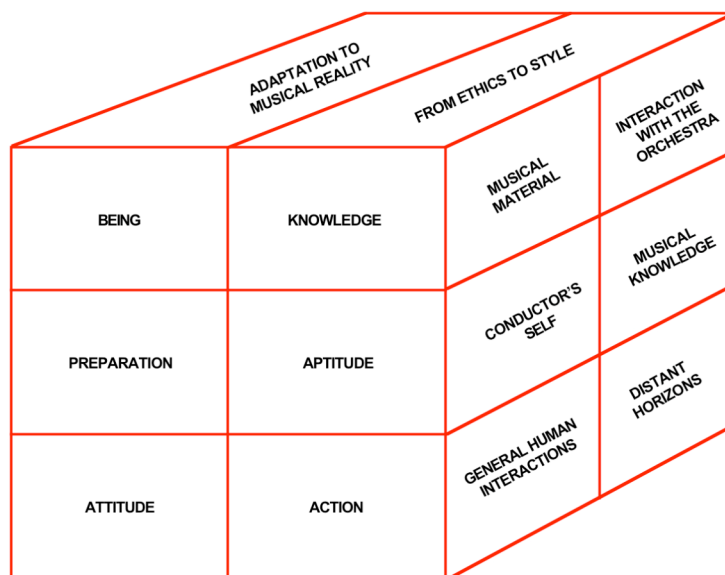 ADAPTATION TO
MUSICAL REALITY
FROM ETHICS TO STYLE
BEING
KNOWLEDGE
MUSICAL
MATERIAL
INTERACTION
WITH THE
ORCHESTRA
PREPARATION
APTITUDE
CONDUCTOR'S
SELF
MUSICAL
KNOWLEDGE
ATTITUDE
ACTION
GENERAL HUMAN
INTERACTIONS
DISTANT
HORIZONS